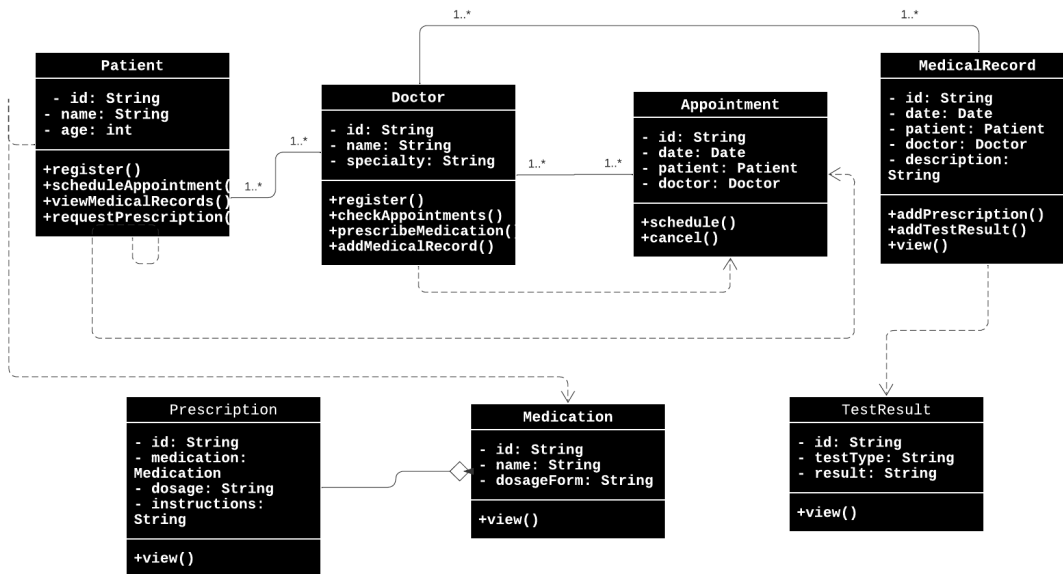 1..*
1..*
Patient
- id: String
- name: String
- age: int
+register()
+scheduleAppointment(
+viewMedicalRecords()
+requestPrescription(
1..*
1..*
Doctor
- id: String
- name: String
- specialty: String
+register()
+checkAppointments()
+prescribeMedication()
+addMedicalRecord()
1..*
1..*
Appointment
- id: String
- date: Date
- patient: Patient
- doctor: Doctor
+schedule()
+cancel()
MedicalRecord
- id: String
- date: Date
- patient: Patient
- doctor: Doctor
- description:
String
+addPrescription()
+addTestResult()
+view()
Prescription
- id: String
- medication:
Medication
- dosage: String
- instructions:
String
+view()
Medication
- id: String
- name: String
- dosageForm: String
+view()
TestResult
- id: String
- testType: String
- result: String
+view()